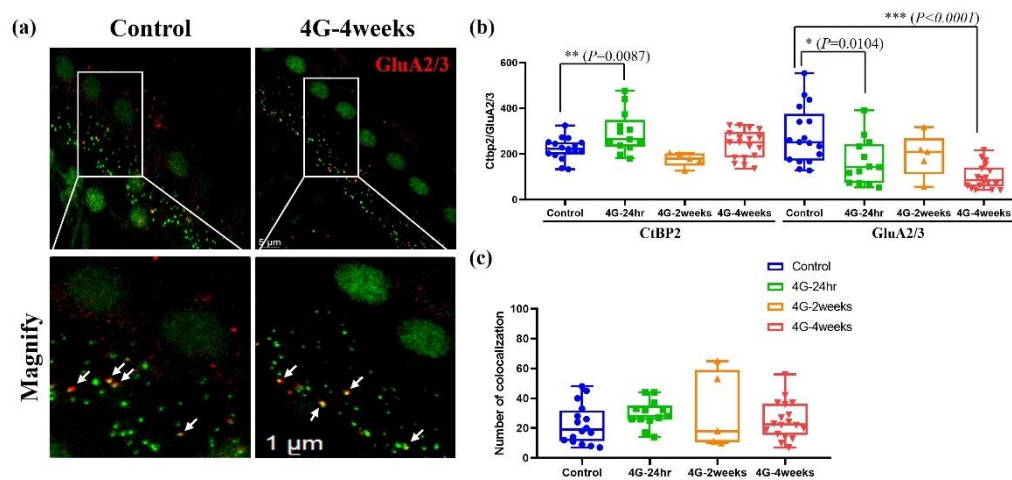 (a)
Control
4G-4weeks
GluA2/3
5 μm
Magnify
1 μm
(b)
*** (P<0.0001)
* (P=0.0104)
** (P=0.0087)
Ctbp2/GluA2/3
600
400
200
0
Control
4G-24hr
4G-2weeks
4G-4weeks
Control
4G-24hr
4G-2weeks
4G-4weeks
CtBP2
GluA2/3
(c)
Control
4G-24hr
4G-2weeks
4G-4weeks
Number of colocalization
100
80
60
40
20
0
Control
4G-24hr
4G-2weeks
4G-4weeks